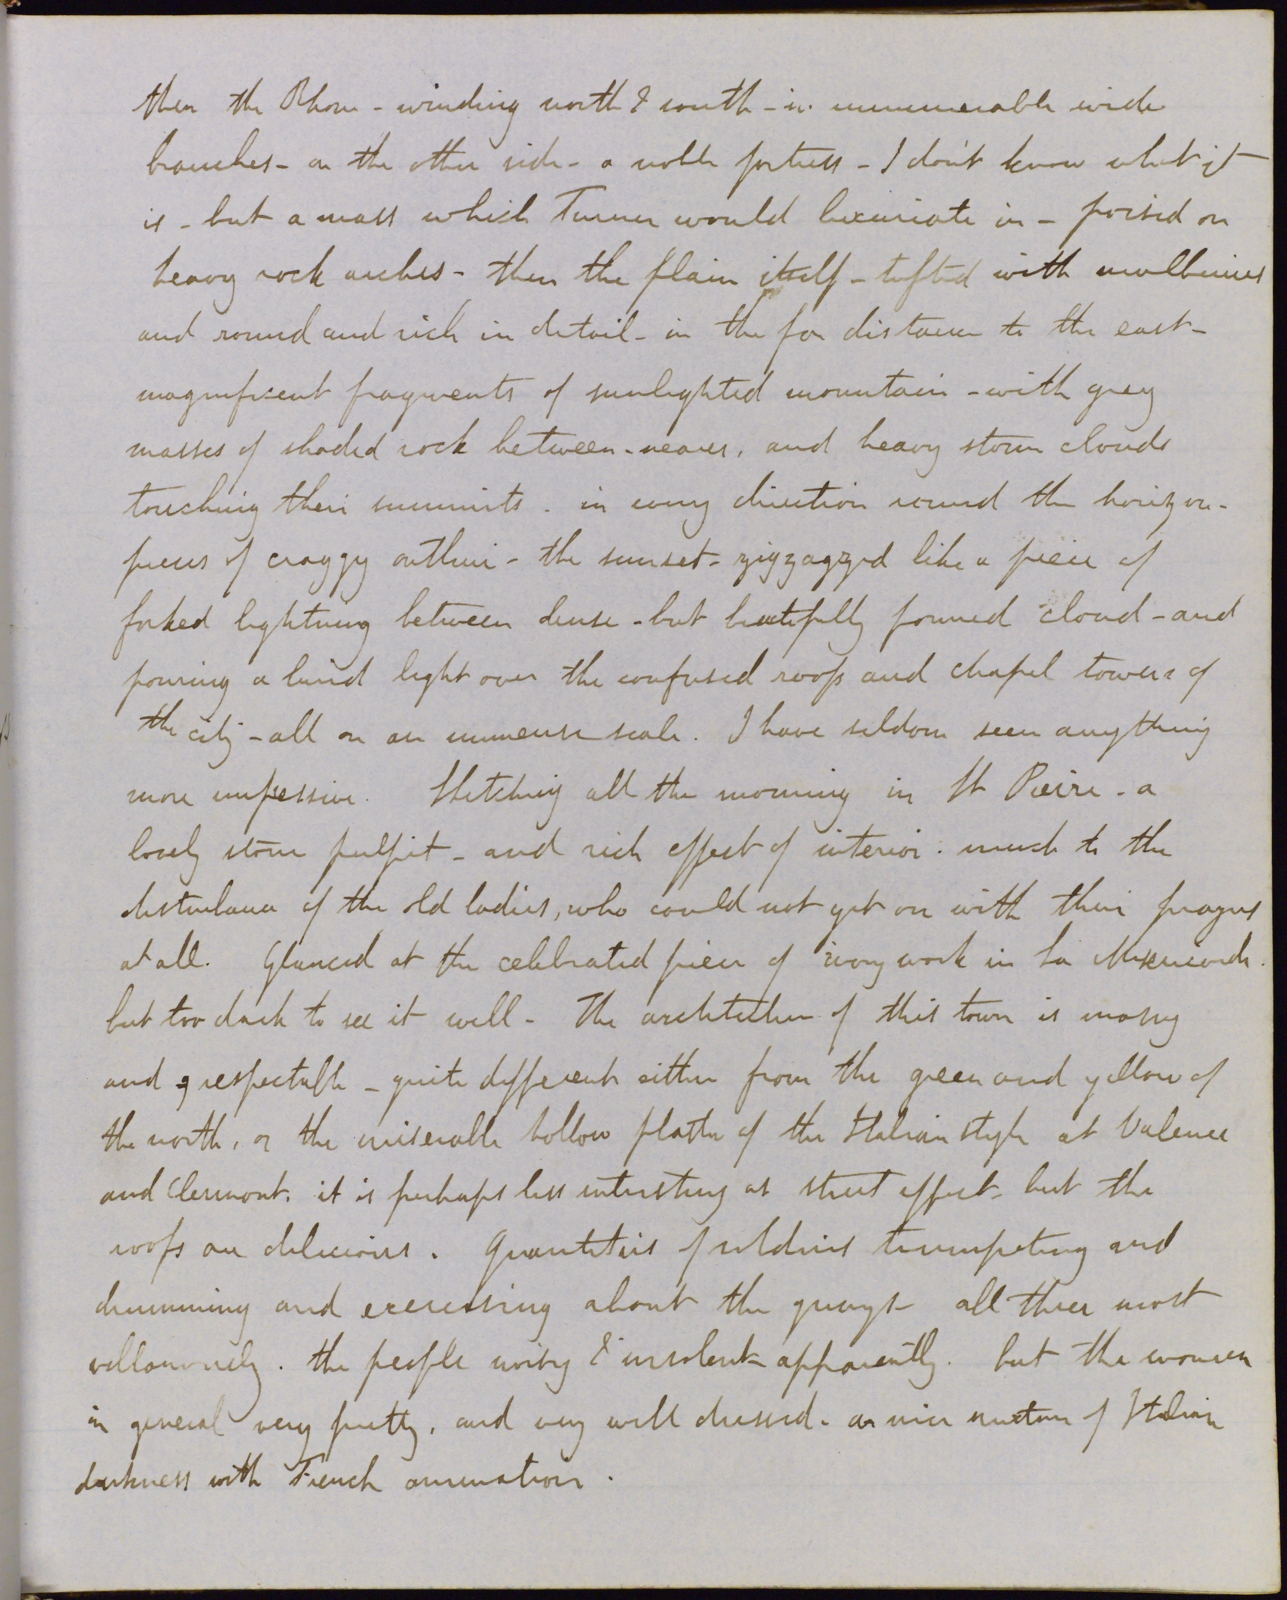 then the Rhone - winding north & south - in innumerable wide
branches - on the other side - a noble fortress - I don't know what it
is - but a mass which Turner would luxuriate in - poised on
heavy rock arches - then the plain itself - tufted with mulberries
and round and rich in detail - in the far distance to the east -
magnificent fragments of sunlighted mountain - with grey
masses of shaded rock between - nearer, and heavy storm clouds
touching their summits. in every direction round the horizon -
pieces of craggy outline - the sunset - zigzagged like a piece of
forked lightning between dense - but beautifully formed cloud - and
pouring a lurid light over the confused roofs and chapel towers of
the city - all on an immense scale. I have seldom seen anything
more impressive. Sketching all the morning in St Pierre - a
lovely stone pulpit - and rich effect of interior. much to the
disturbance of the old ladies, who could not get on with their prayers
at all. Glanced at the celebrated piece of ivory work in La Misericorde.
but too dark to see it well - The architecture of this town is massy
and respectable - quite different either from the green and yellow of
the north, or the miserable hollow plaster of the Italian style at Valence
and Clermont. it is perhaps less interesting as street effect - but the
roofs are delicious. Quantities of soldiers trumpeting and
drumming and exercising about the quays - all three most
villanously. the people noisy & insolent apparently. but the women
in general very pretty, and very well dressed. a nice mixture of Italian
darkness with French animation.